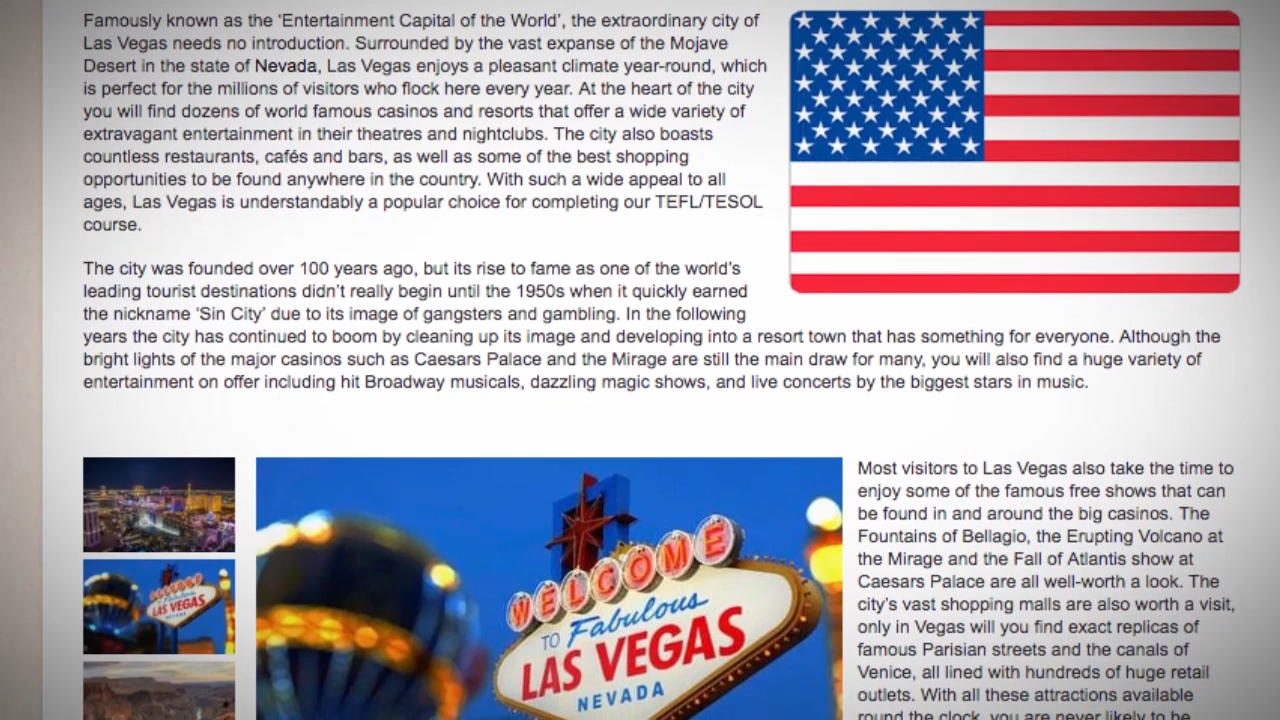 Famously known as the ‘Entertainment Capital of the World’, the extraordinary city of
Las Vegas needs no introduction. Surrounded by the vast expanse of the Mojave
Desert in the state of Nevada, Las Vegas enjoys a pleasant climate year-round, which
is perfect for the millions of visitors who flock here every year. At the heart of the city
you will find dozens of world famous casinos and resorts that offer a wide variety of
extravagant entertainment in their theatres and nightclubs. The city also boasts
countless restaurants, cafés and bars, as well as some of the best shopping
opportunities to be found anywhere in the country. With such a wide appeal to all
ages, Las Vegas is understandably a popular choice for completing our TEFL/TESOL
course.
The city was founded over 100 years ago, but its rise to fame as one of the world’s
leading tourist destinations didn’t really begin until the 1950s when it quickly earned
the nickname ‘Sin City’ due to its image of gangsters and gambling. In the following
years the city has continued to boom by cleaning up its image and developing into a resort town that has something for everyone. Although the
bright lights of the major casinos such as Caesars Palace and the Mirage are still the main draw for many, you will also find a huge variety of
entertainment on offer including hit Broadway musicals, dazzling magic shows, and live concerts by the biggest stars in music.
LAS VEGAS
WELCOME
TO Fabulous
LAS VEGAS
NEVADA
Most visitors to Las Vegas also take the time to
enjoy some of the famous free shows that can
be found in and around the big casinos. The
Fountains of Bellagio, the Erupting Volcano at
the Mirage and the Fall of Atlantis show at
Caesars Palace are all well-worth a look. The
city’s vast shopping malls are also worth a visit,
only in Vegas will you find exact replicas of
famous Parisian streets and the canals of
Venice, all lined with hundreds of huge retail
outlets. With all these attractions available
round the clock, you are never likely to be